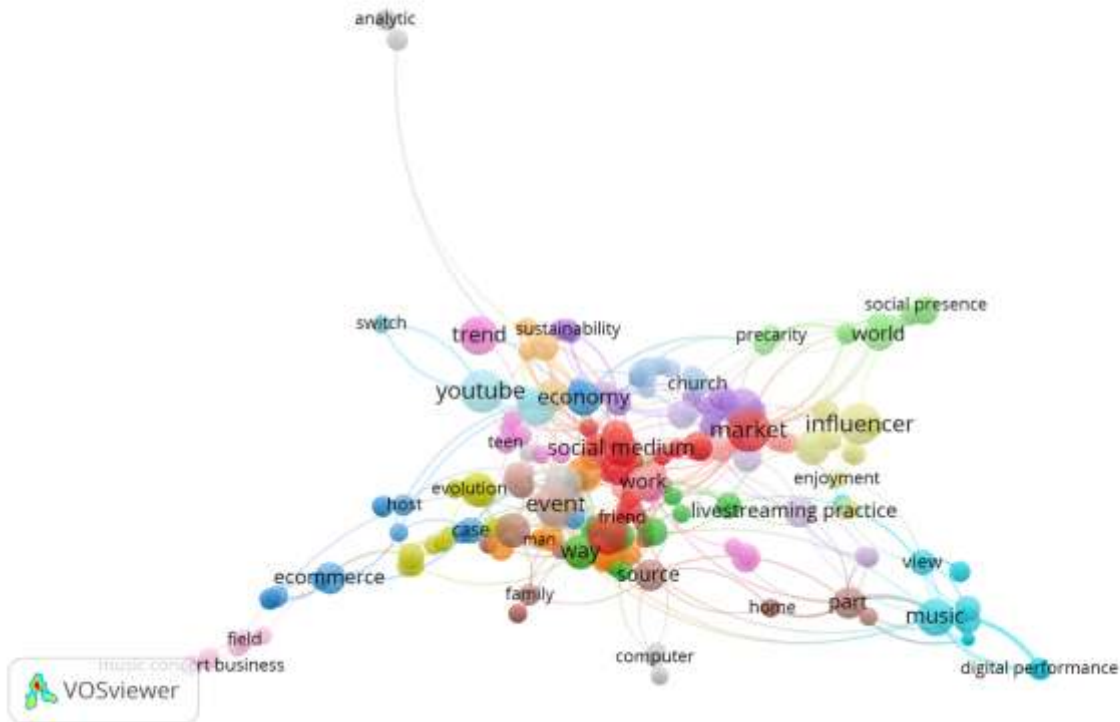 analytic
social presence
switch
trend
sustainability
precarity
world
youtube
economy
church
market
influencer
teen
social medium
enjoyment
evolution
work
host
event
friend
livestreaming practice
case
man
way
source
view
ecommerce
family
home
part
music
field
computer
music concert business
digital performance
VOSviewer